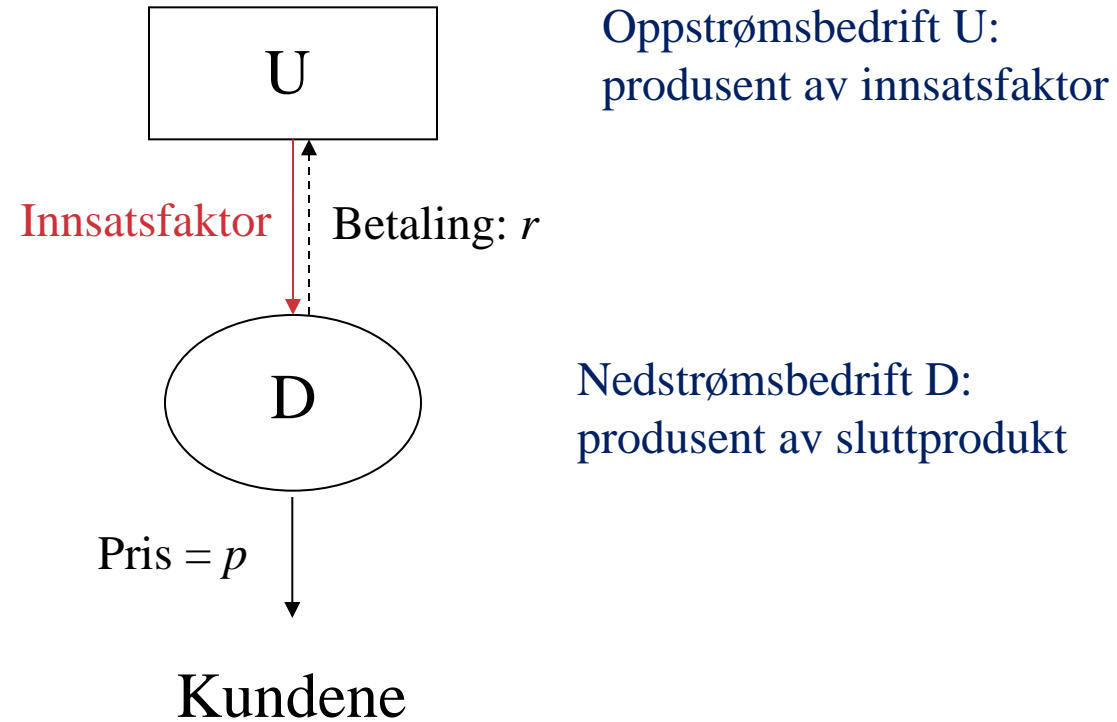 U
Oppstrømsbedrift U:
produsent av innsatsfaktor
Innsatsfaktor
Betaling: r
D
Nedstrømsbedrift D:
produsent av sluttprodukt
Pris = p
Kundene